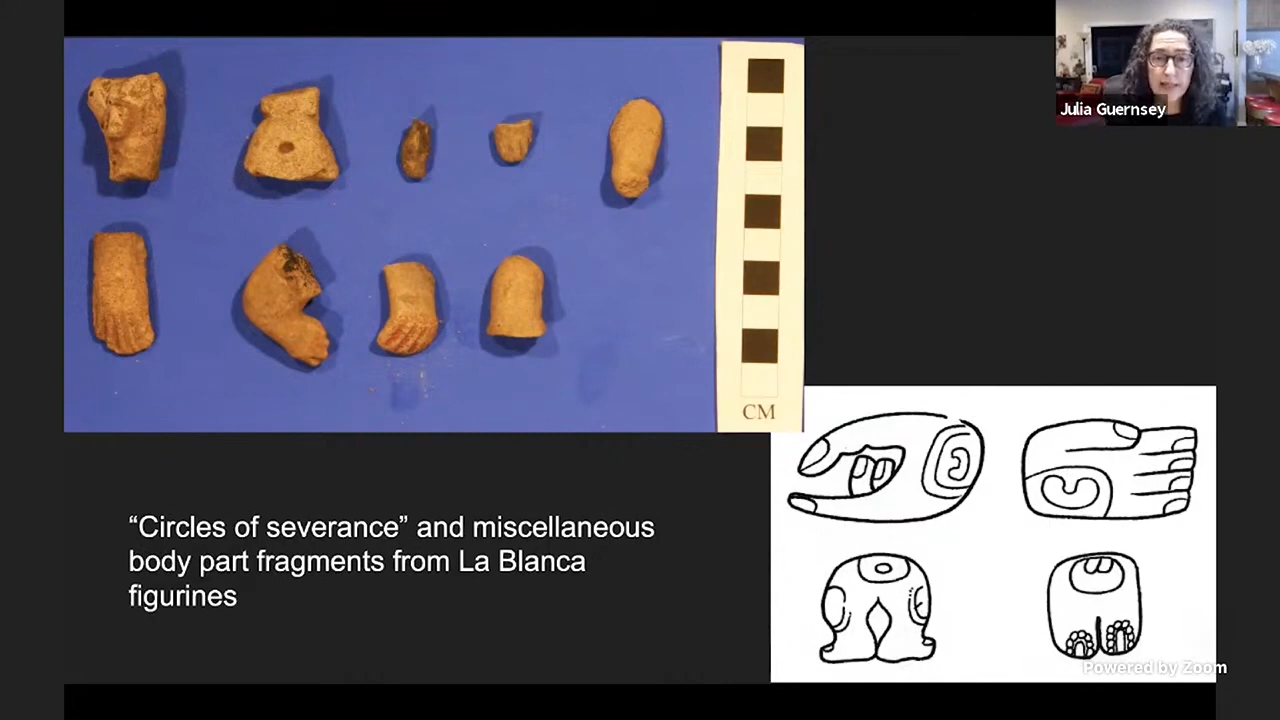 Julia Guernsey
CM
“Circles of severance” and miscellaneous
body part fragments from La Blanca
figurines
Powered by Zoom